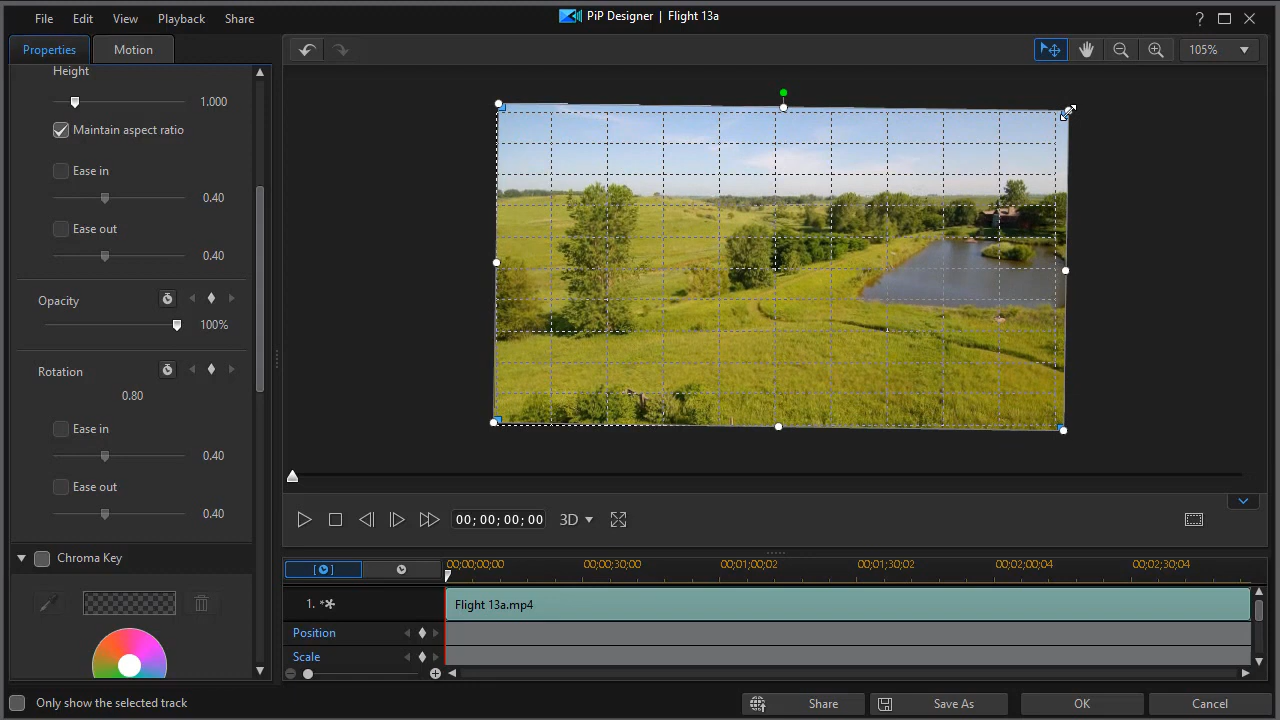 File Edit View Playback Share
PiP Designer | Flight 13a
?
Properties Motion
105%
Height
1.000
Maintain aspect ratio
Ease in
0.40
Ease out
0.40
Opacity
100%
Rotation
0.80
Ease in
0.40
Ease out
0.40
Chroma Key
00; 00; 00; 00 3D
00;00;00;00 00;00;30;00 00;01;00;02 00;01;30;02 00;02;00;04 00;02;30;04
1. Flight 13a.mp4
Position
Scale
Only show the selected track
Share Save As OK Cancel